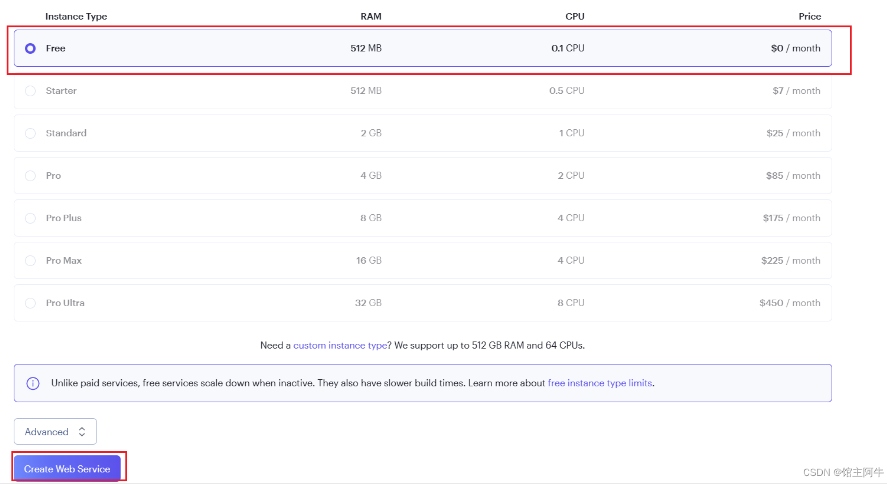 Instance Type RAM CPU Price
Free 512 MB 0.1 CPU $0 / month
Starter 512 MB 0.5 CPU $7 / month
Standard 2 GB 1 CPU $25 / month
Pro 4 GB 2 CPU $85 / month
Pro Plus 8 GB 4 CPU $175 / month
Pro Max 16 GB 4 CPU $225 / month
Pro Ultra 32 GB 8 CPU $450 / month
Need a custom instance type? We support up to 512 GB RAM and 64 CPUs.
Unlike paid services, free services scale down when inactive. They also have slower build times. Learn more about free instance type limits.
Advanced
Create Web Service
CSDN @馆主阿牛